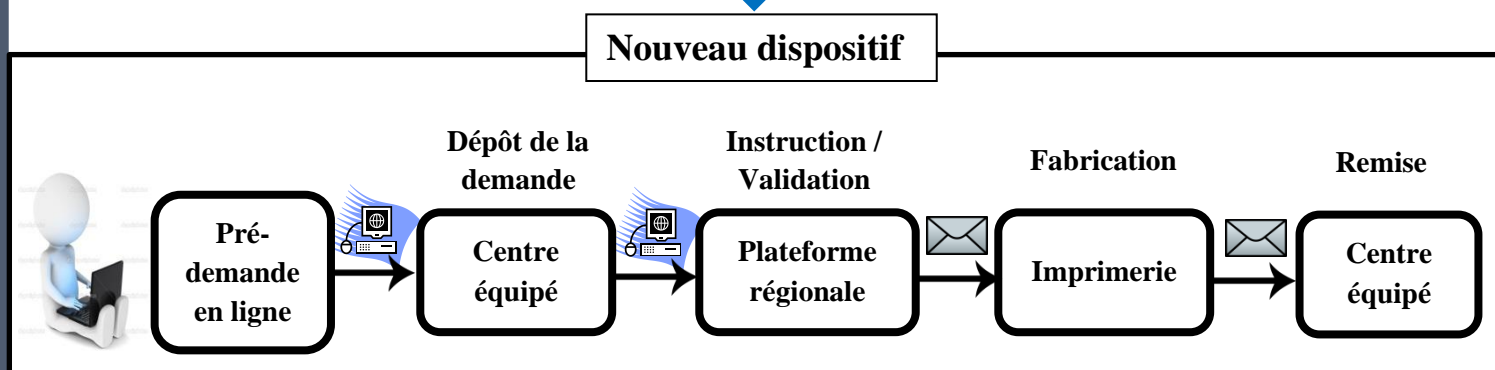 Nouveau dispositif
Dépôt de la
demande
Instruction /
Validation
Fabrication
Remise
Pré-
demande
en ligne
Centre
équipé
Plateforme
régionale
Imprimerie
Centre
équipé